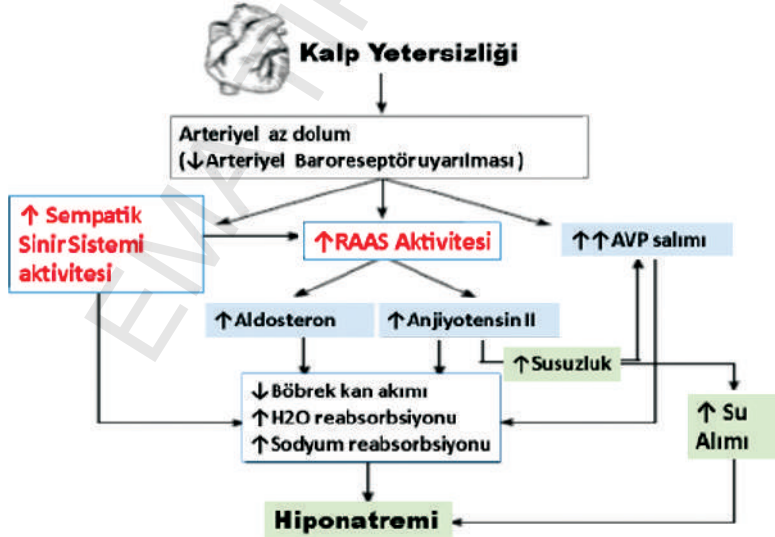 Kalp Yetersizliği
Arteriyel az dolum
(↓Arteriyel Baroreseptöruyarılması)
↑ Sempatik
Sinir Sistemi
aktivitesi
↑RAAS Aktivitesi
↑↑AVP salımı
↑Aldosteron
↑Anjiyotensin II
↑Susuzluk
↓ Böbrek kan akımı
↑H2O reabsorbsiyonu
↑Sodyum reabsorbsiyonu
↑ Su
Alımı
Hiponatremi